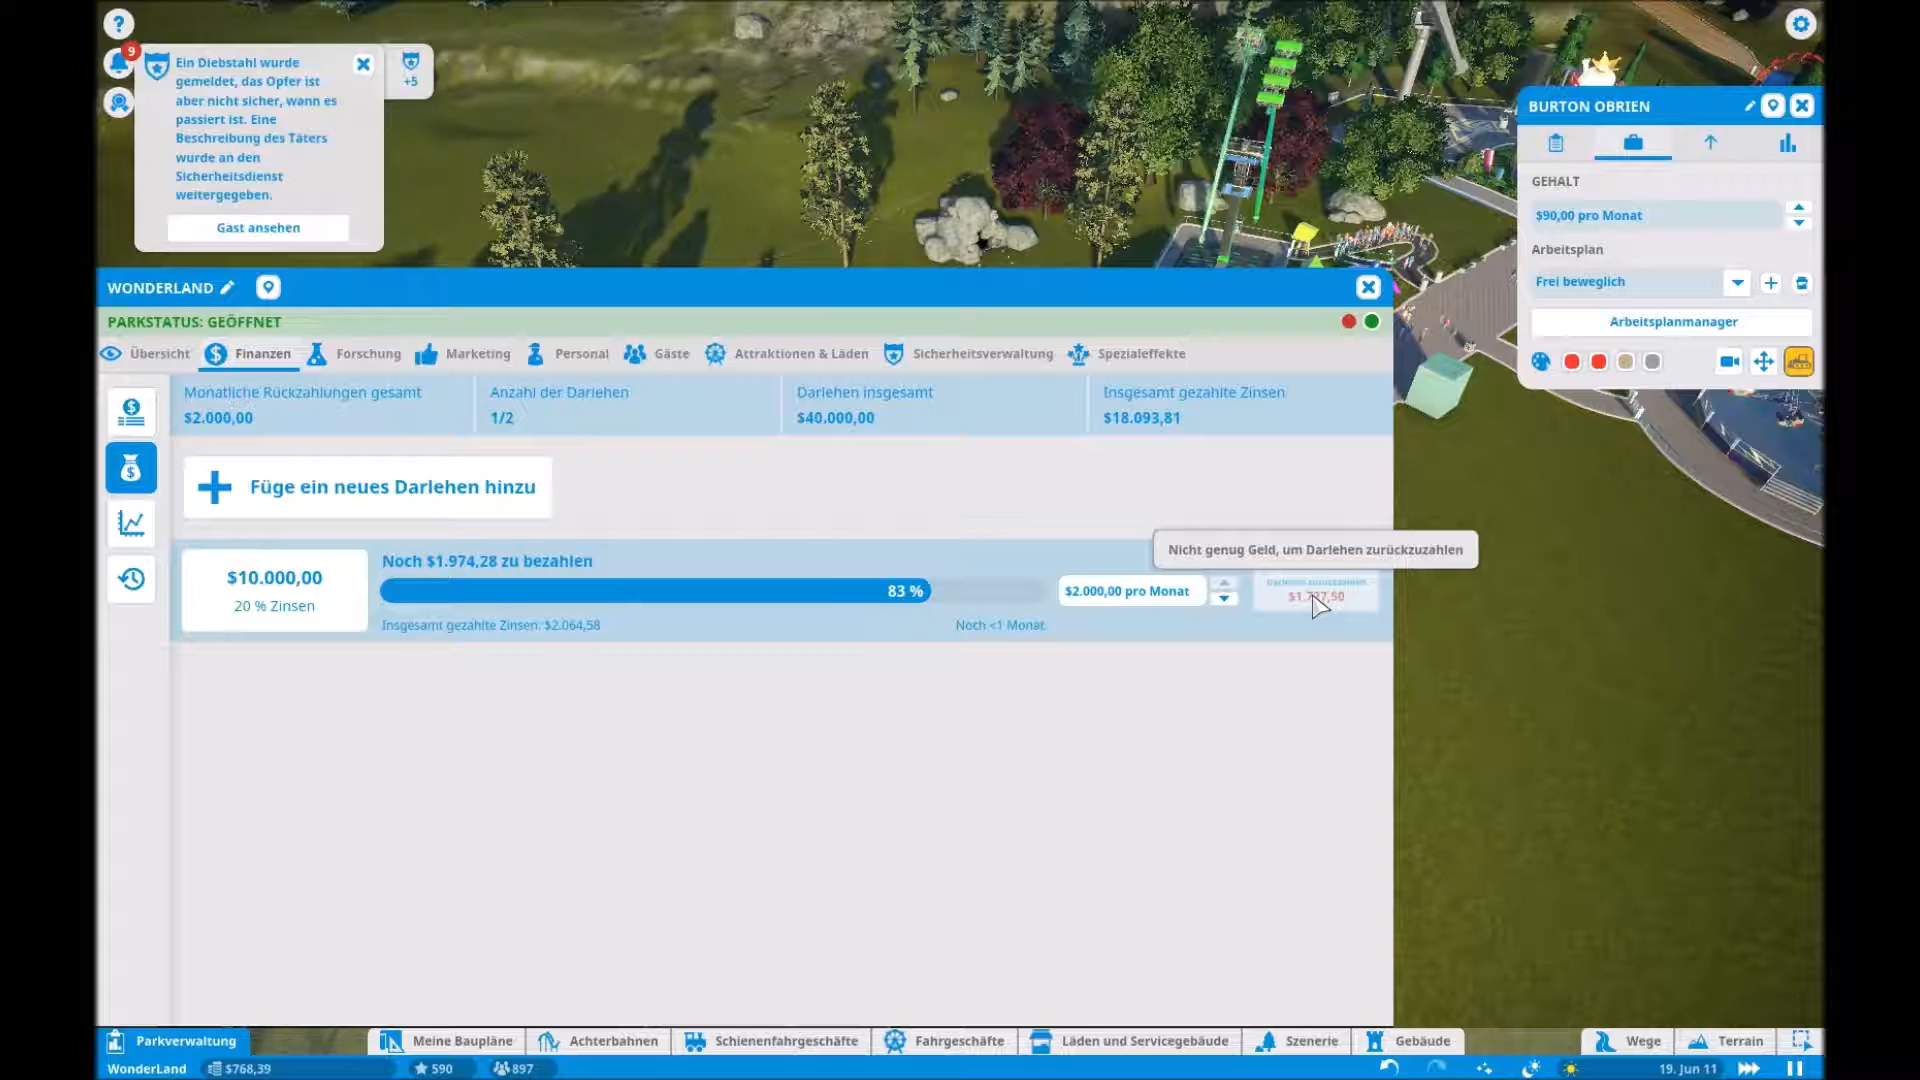 9
Ein Diebstahl wurde
gemeldet, das Opfer ist
aber nicht sicher, wann es
passiert ist. Eine
Beschreibung des Täters
wurde an den
Sicherheitsdienst
weitergegeben.
Gast ansehen
+5
BURTON OBRIEN
GEHALT
$90,00 pro Monat
Arbeitsplan
Frei beweglich
Arbeitsplanmanager
WONDERLAND
PARKSTATUS: GEÖFFNET
Übersicht Finanzen Forschung Marketing Personal Gäste Attraktionen & Läden Sicherheitsverwaltung Spezialeffekte
Monatliche Rückzahlungen gesamt Anzahl der Darlehen Darlehen insgesamt Insgesamt gezahlte Zinsen
$2.000,00 1/2 $40.000,00 $18.093,81
Füge ein neues Darlehen hinzu
Nicht genug Geld, um Darlehen zurückzuzahlen
$10.000,00
20 % Zinsen
Noch $1.974,28 zu bezahlen
83 %
$2.000,00 pro Monat
Insgesamt gezahlte Zinsen: $2.064,58
Noch <1 Monat
Parkverwaltung Meine Baupläne Achterbahnen Schienenfahrgeschäfte Fahrgeschäfte Läden und Servicegebäude Szenerie Gebäude Wege Terrain
WonderLand $768,39 590 897 19. Jun 11